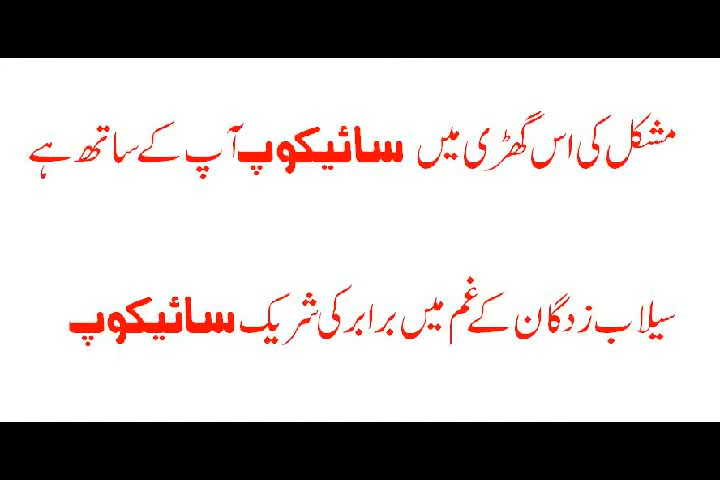 مشکل کی اس گھڑی میں سائیکوپ آپ کے ساتھ ہے
سیلاب زدگان کے غم میں برابر کی شریک سائیکوپ